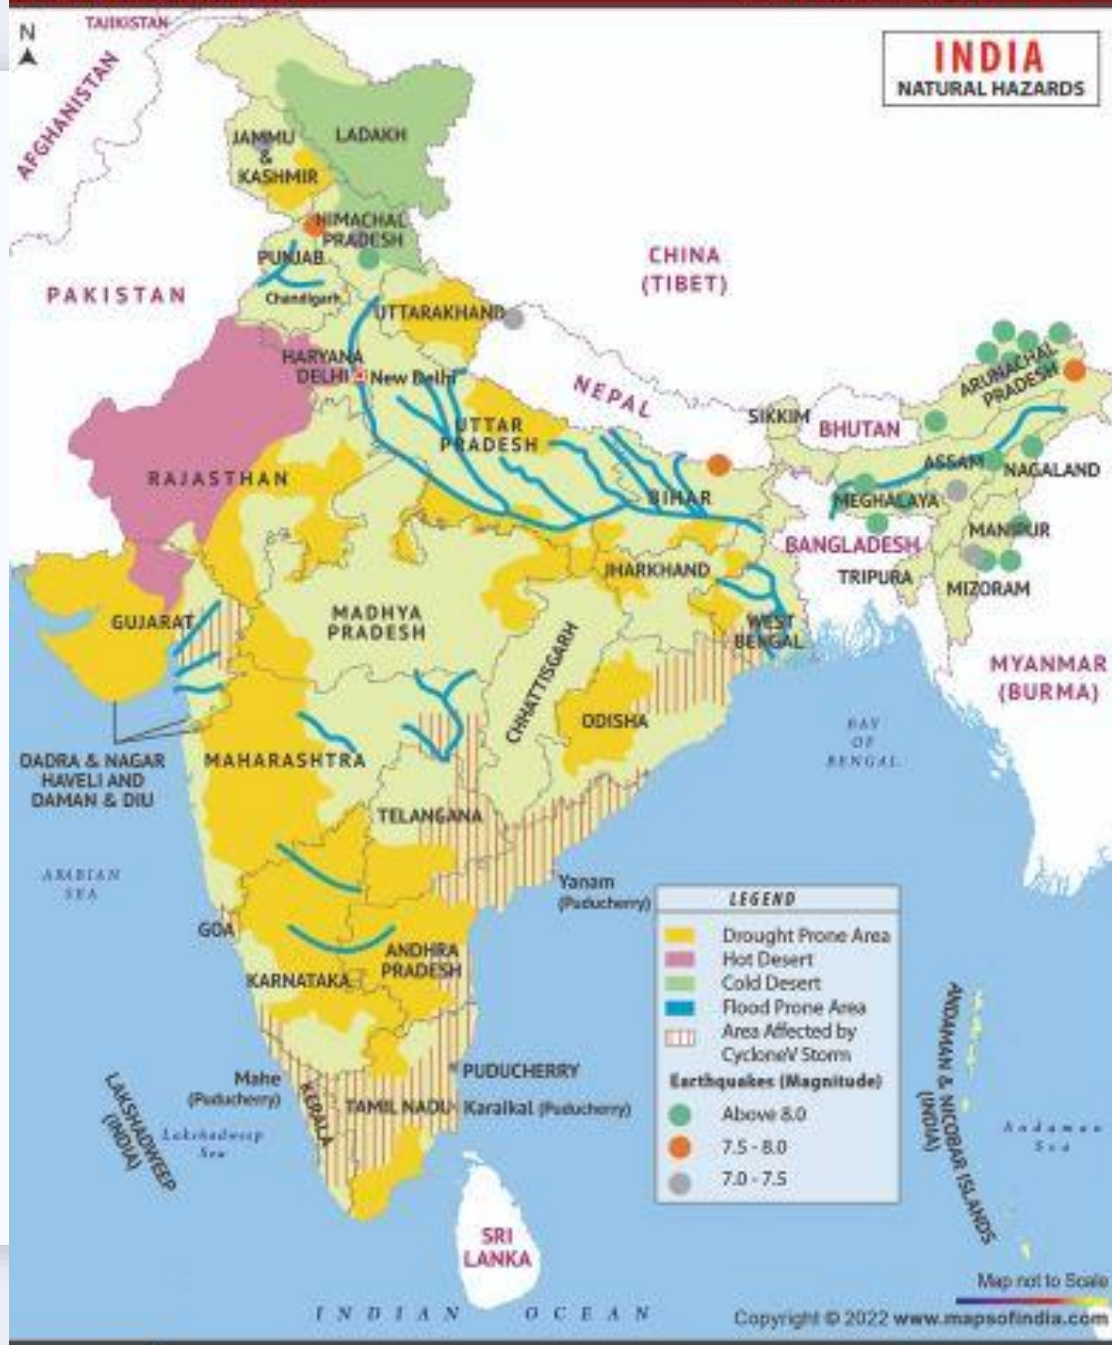 N
TAJIKISTAN
INDIA
NATURAL HAZARDS
AFGHANISTAN
JAMMU
&
KASHMIR
LADAKH
HIMACHAL
PRADESH
PUNJAB
Chandigarh
PAKISTAN
CHINA
(TIBET)
UTTARAKHAND
HARYANA
DELHI
New Delhi
NEPAL
UTTAR
PRADESH
SIKKIM
BHUTAN
ARUNACHAL
PRADESH
RAJASTHAN
BIHAR
ASSAM
NAGALAND
MEGHALAYA
MANIPUR
BANGLADESH
TRIPURA
MIZORAM
JHARKHAND
GUJARAT
MADHYA
PRADESH
WEST
BENGAL
CHHATTISGARH
MYANMAR
(BURMA)
ODISHA
DADRA & NAGAR
HAVELI AND
DAMAN & DIU
MAHARASHTRA
BAY
OF
BENGAL
TELANGANA
ARABIAN
SEA
Yanam
(Puducherry)
GOA
ANDHRA
PRADESH
KARNATAKA
LEGEND
Drought Prone Area
Hot Desert
Cold Desert
Flood Prone Area
Area Affected by
CycloneV Storm
Earthquakes (Magnitude)
Above 8.0
7.5 - 8.0
7.0 - 7.5
Mahe
(Puducherry)
PUDUCHERRY
KERALA
TAMIL NADU
Karaikal (Puducherry)
LAKSHADWEEP
(INDIA)
Lakshadweep
Sea
ANDAMAN & NICOBAR ISLANDS
(INDIA)
Andaman
Sea
SRI
LANKA
INDIAN OCEAN
Map not to Scale
Copyright © 2022 www.mapsofindia.com